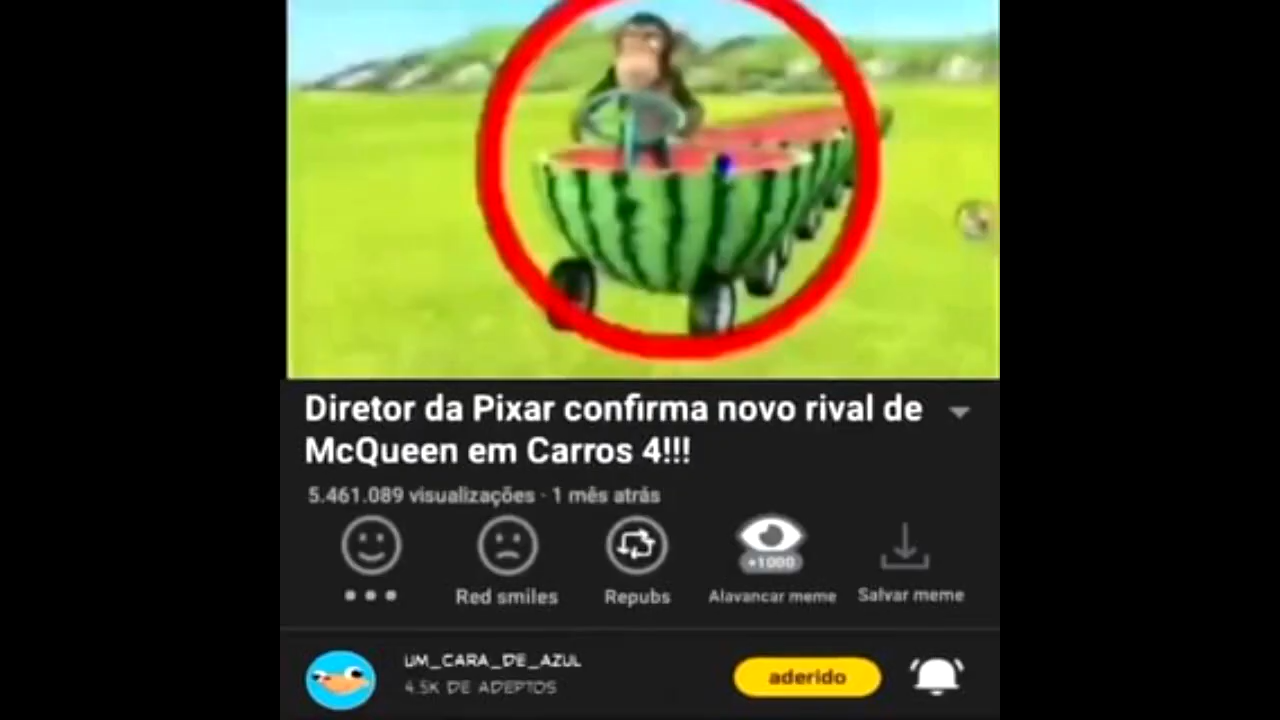 Diretor da Pixar confirma novo rival de
McQueen em Carros 4!!!
5.461.089 visualizações · 1 mês atrás
+1000
Red smiles
Repubs
Alavancar meme
Salvar meme
UM_CARA_DE_AZUL
4.5K DE ADEPTOS
aderido